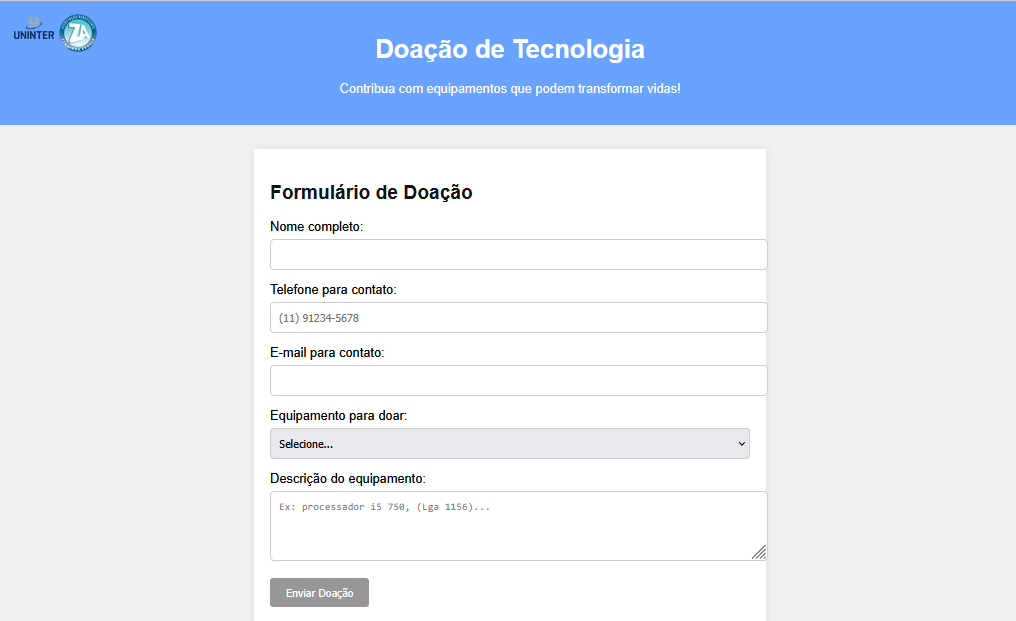 UNINTER
ZA
Doação de Tecnologia
Contribua com equipamentos que podem transformar vidas!
Formulário de Doação
Nome completo:
Telefone para contato:
(11) 91234-5678
E-mail para contato:
Equipamento para doar:
Selecione...
Descrição do equipamento:
Ex: processador i5 750, (Lga 1156)...
Enviar Doação